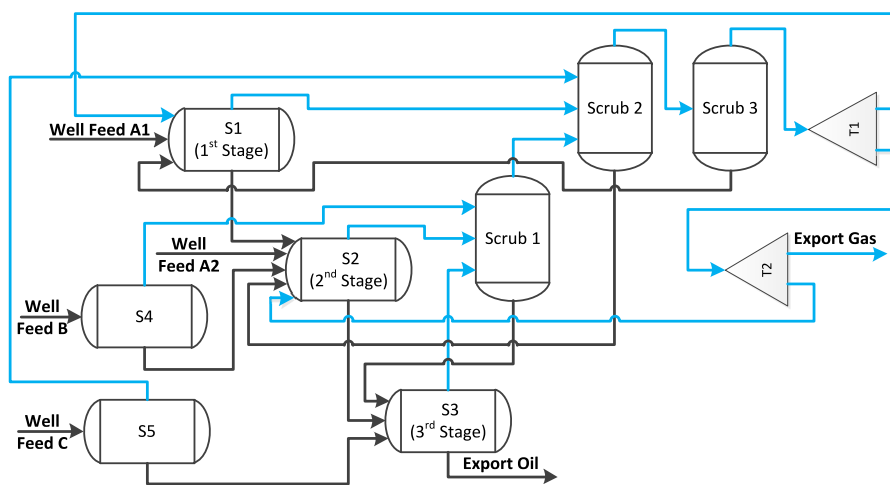 Scrub 2
Scrub 3
T1
Well Feed A1
S1
(1st Stage)
Scrub 1
Well
Feed A2
S2
(2nd Stage)
T2
Export Gas
Well
Feed B
S4
Well
Feed C
S5
S3
(3rd Stage)
Export Oil